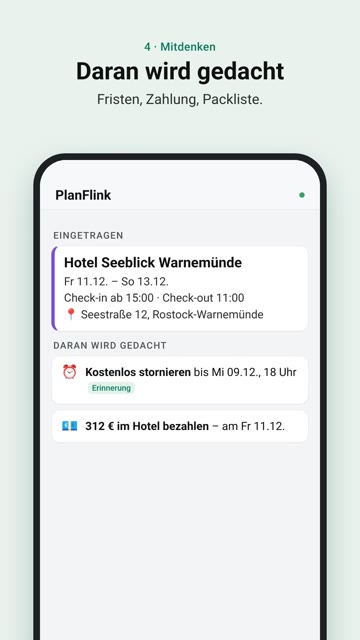 4 · Mitdenken
Daran wird gedacht
Fristen, Zahlung, Packliste.
PlanFlink
EINGETRAGEN
Hotel Seeblick Warnemünde
Fr 11.12. – So 13.12.
Check-in ab 15:00 · Check-out 11:00
📍 Seestraße 12, Rostock-Warnemünde
DARAN WIRD GEDACHT
⏰ Kostenlos stornieren bis Mi 09.12., 18 Uhr
Erinnerung
💶 312 € im Hotel bezahlen – am Fr 11.12.